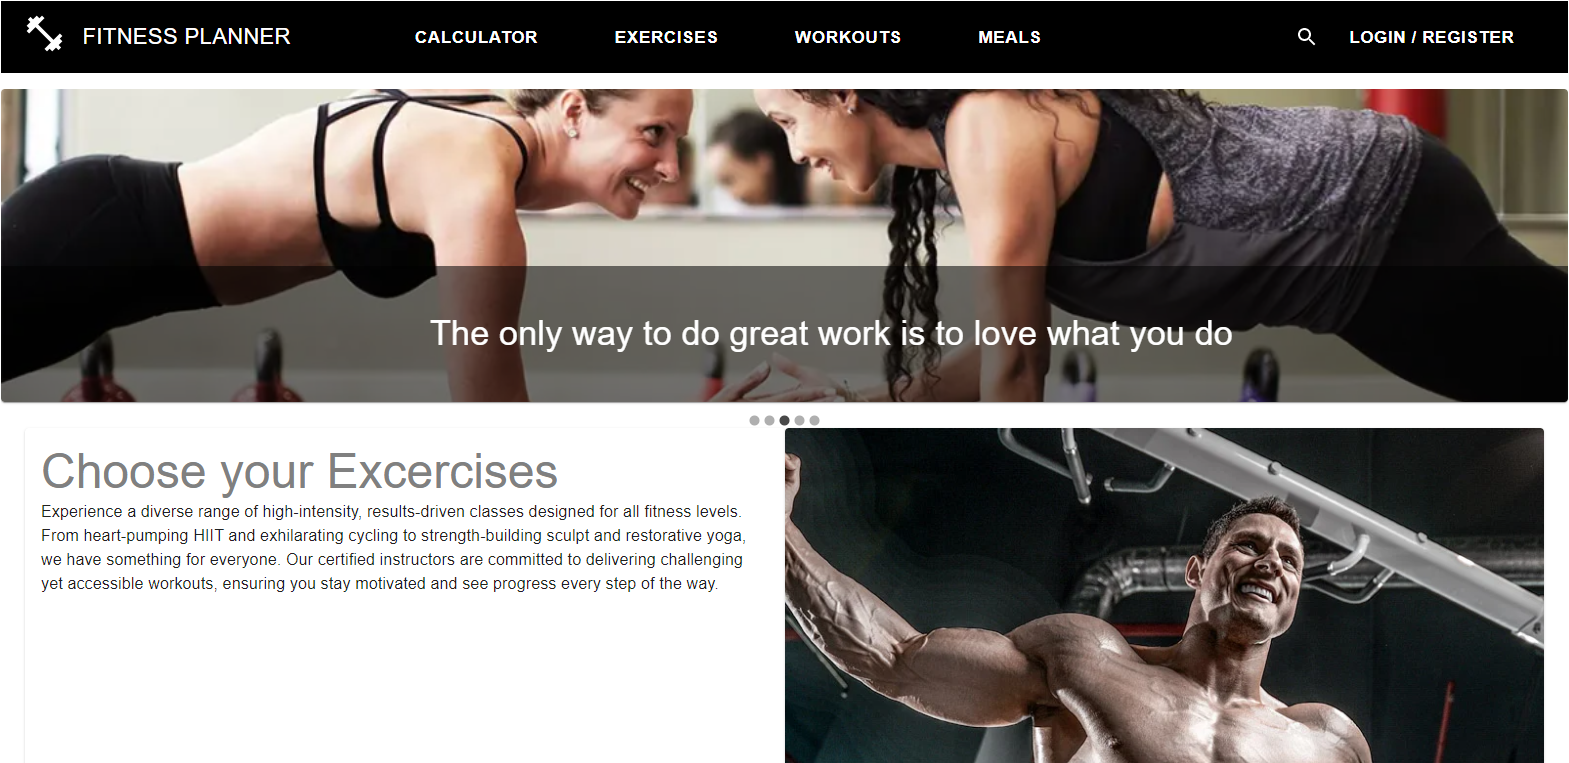 FITNESS PLANNER
CALCULATOR
EXERCISES
WORKOUTS
MEALS
LOGIN / REGISTER
The only way to do great work is to love what you do
Choose your Excercises
Experience a diverse range of high-intensity, results-driven classes designed for all fitness levels.
From heart-pumping HIIT and exhilarating cycling to strength-building sculpt and restorative yoga,
we have something for everyone. Our certified instructors are committed to delivering challenging
yet accessible workouts, ensuring you stay motivated and see progress every step of the way.